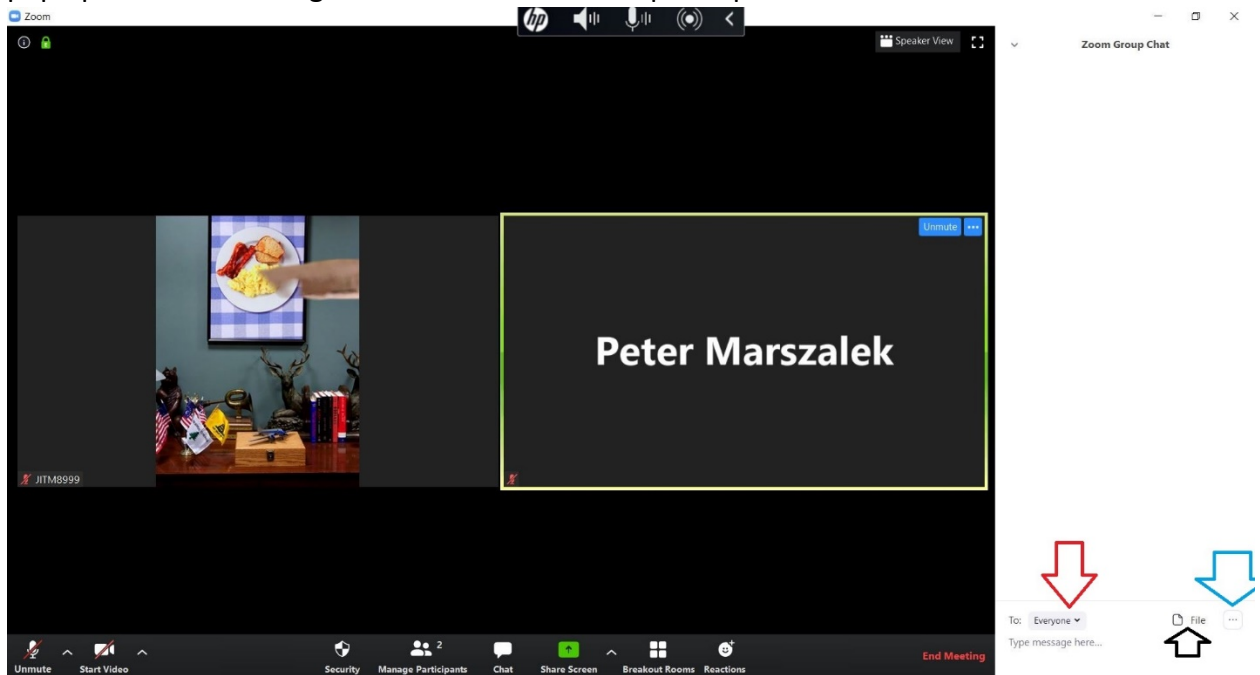 Zoom
hp
Speaker View
Zoom Group Chat
Unmute
Peter Marszalek
JITM8999
To: Everyone
File
Type message here...
2
Unmute
Start Video
Security
Manage Participants
Chat
Share Screen
Breakout Rooms
Reactions
End Meeting